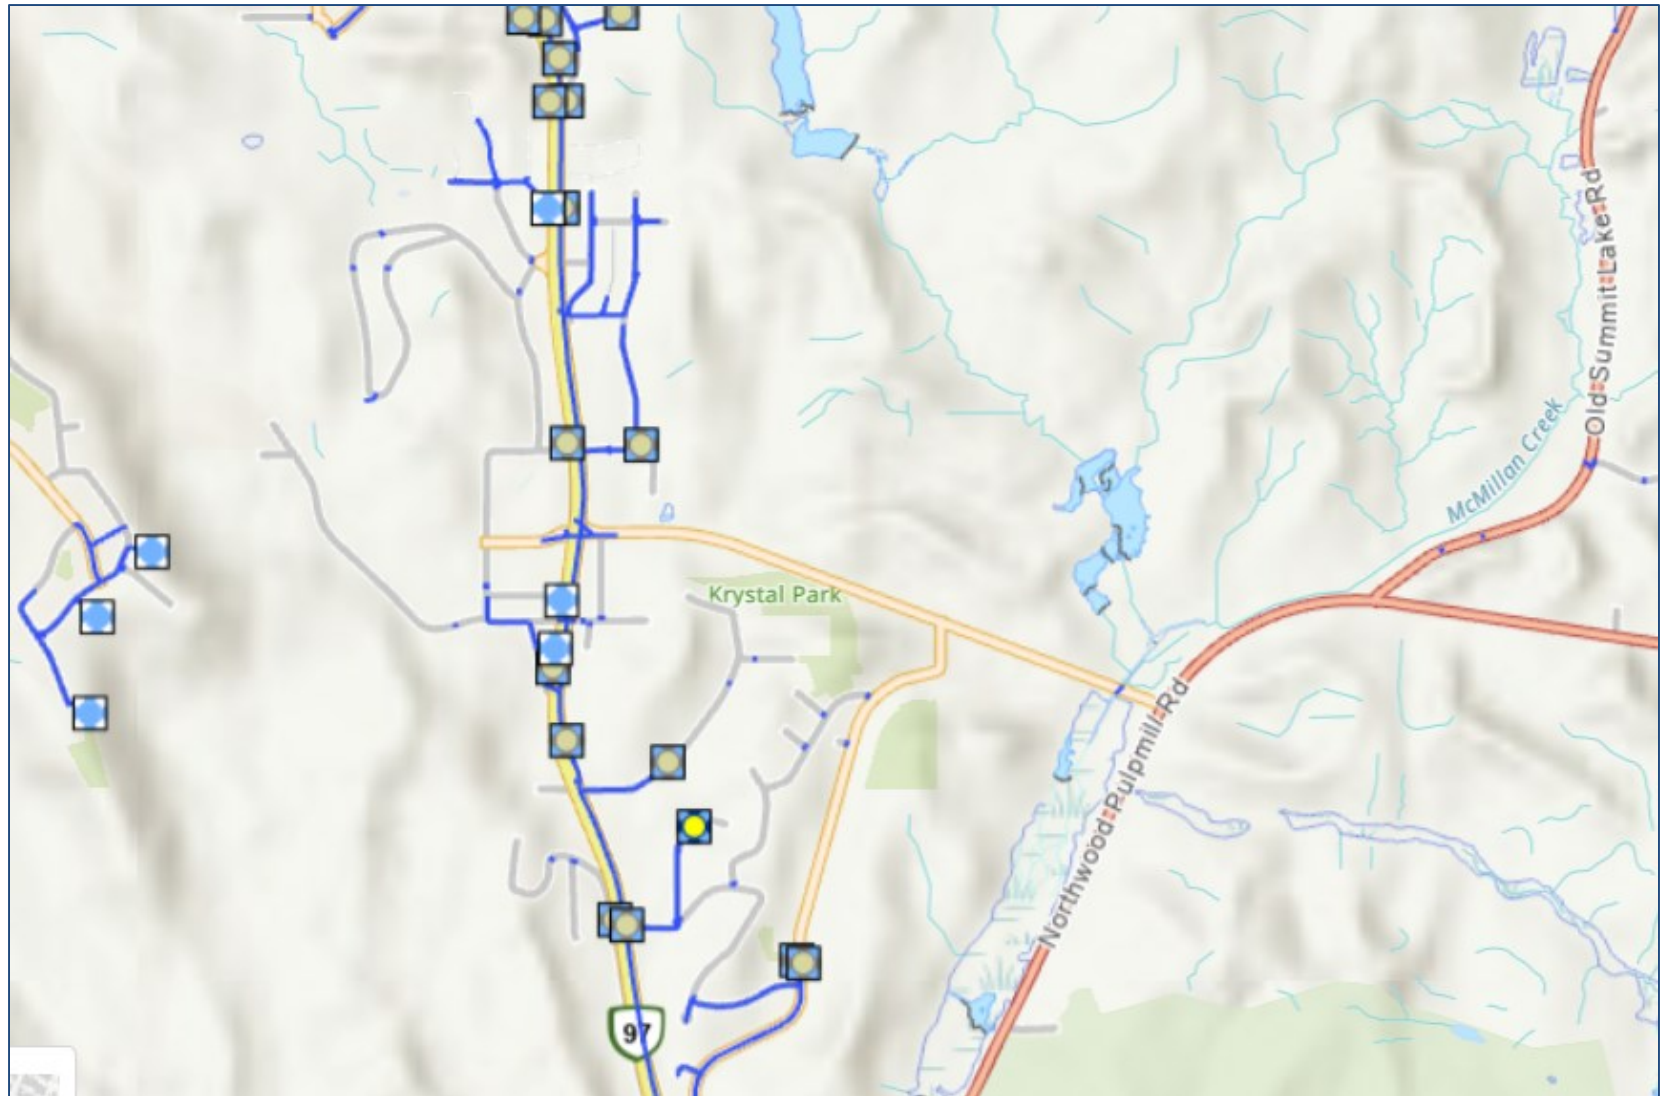 Old Summit Lake Rd
McMillan Creek
Krystal Park
Northwood Pulpmill Rd
97